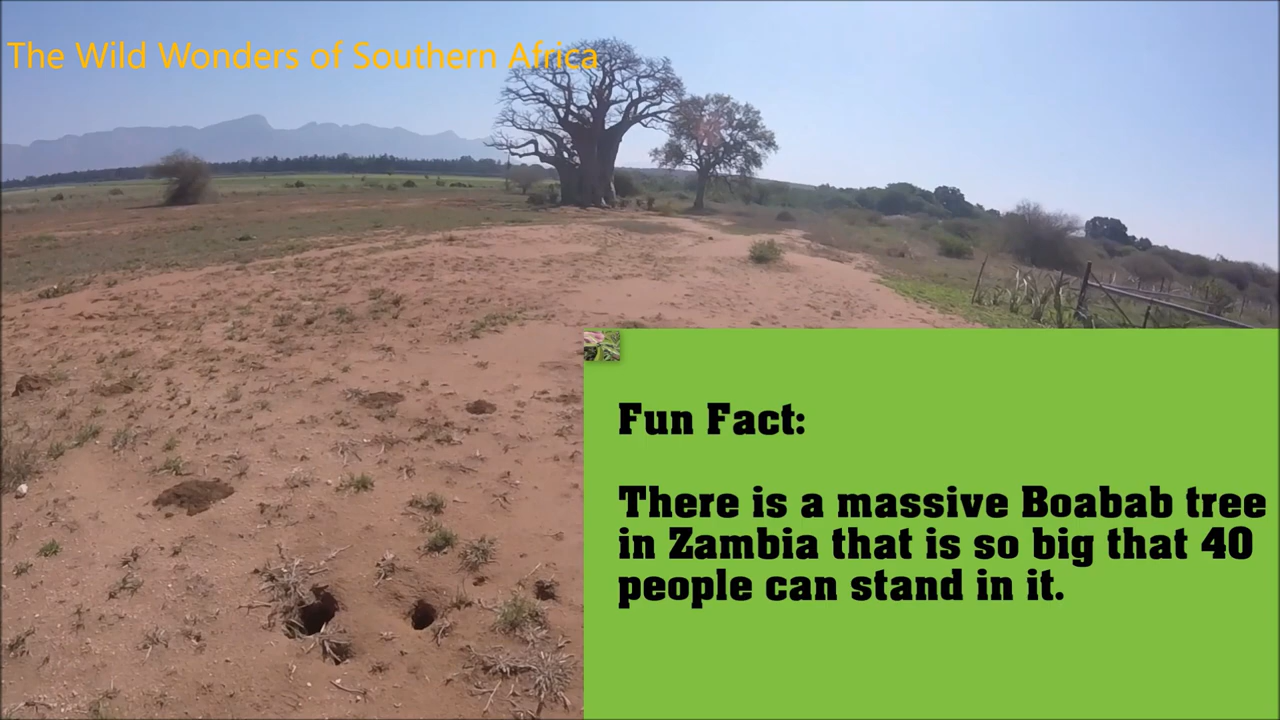 The Wild Wonders of Southern Africa
Fun Fact:
There is a massive Boabab tree
in Zambia that is so big that 40
people can stand in it.